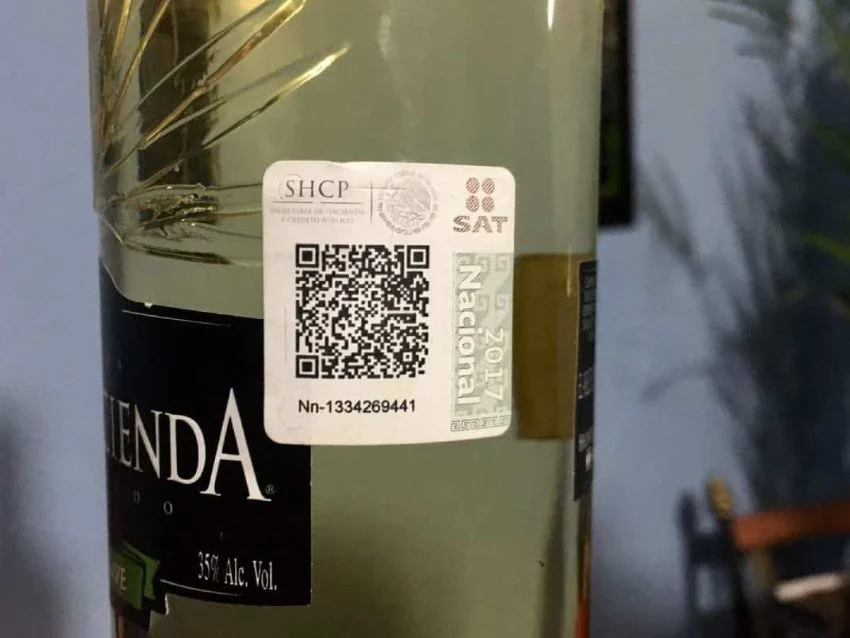 SHCP
SECRETARÍA DE HACIENDA
Y CRÉDITO PÚBLICO
SAT
Nacional
2017
Nn-1334269441
IENDA
®
D O
35% Alc. Vol.